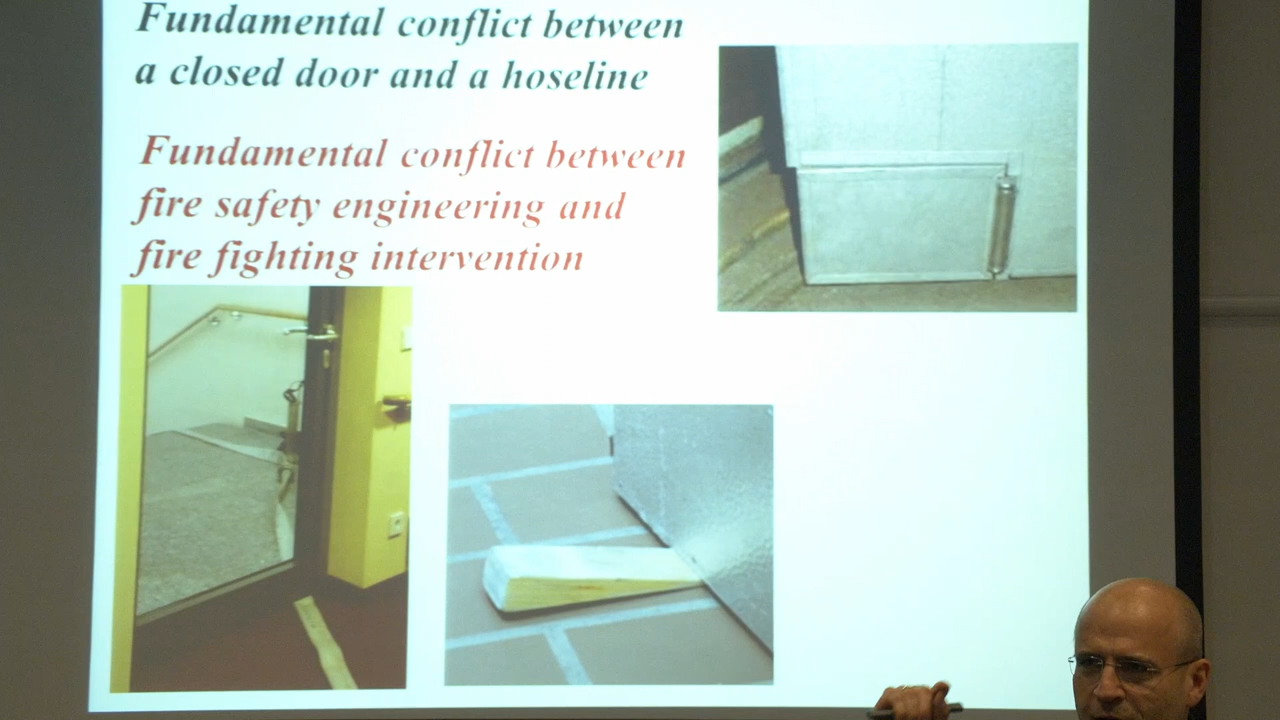 Fundamental conflict between
a closed door and a hoseline
Fundamental conflict between
fire safety engineering and
fire fighting intervention